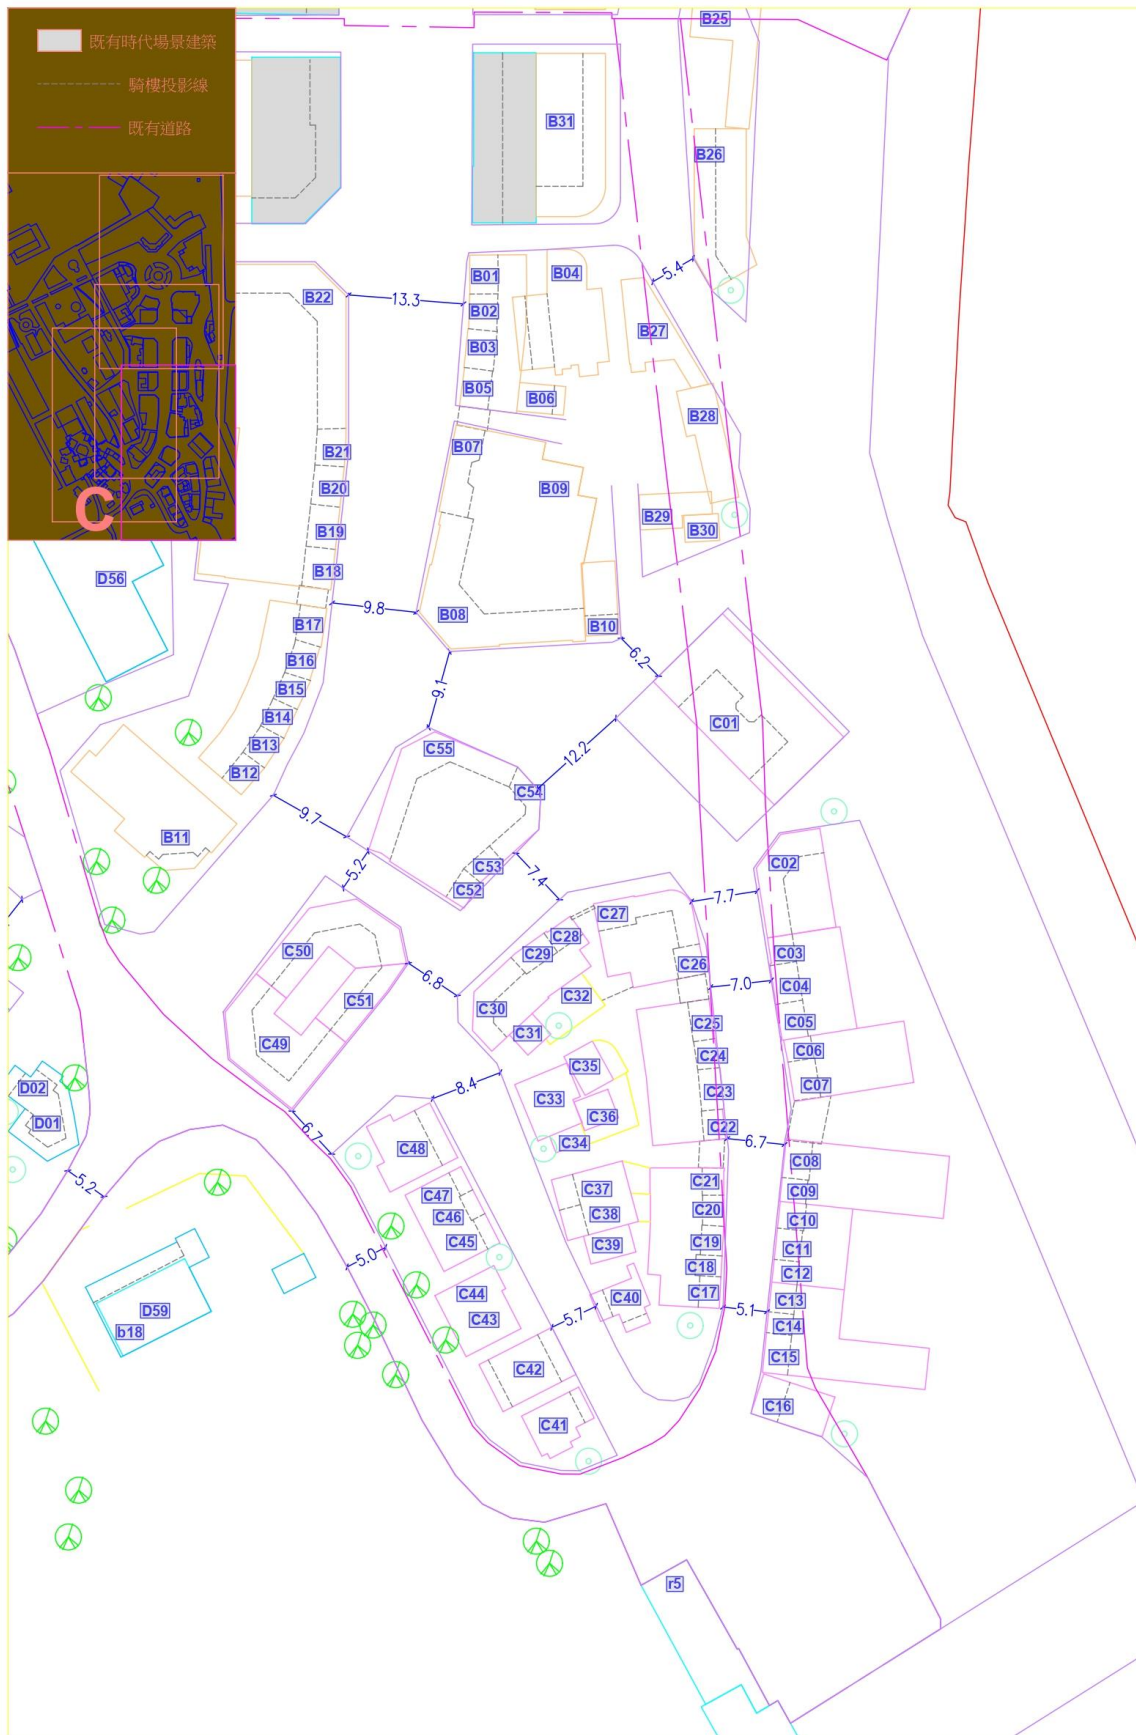 既有時代場景建築
騎樓投影線
既有道路
C
B25
B31
B26
5.4
B01
B04
B22
13.3
B02
B27
B03
B05
B06
B28
B07
B21
B20
B09
B29
B30
B19
B18
D56
9.8
B08
B10
B17
6.2
B16
9.1
B15
B14
C01
B13
C55
12.2
B12
C54
9.7
B11
5.2
C53
C52
7.4
C02
7.7
C27
C28
C50
C29
C03
C26
6.8
7.0
C04
C51
C30
C32
C25
C05
C31
C49
C06
C24
C35
C07
8.4
D02
C33
C23
D01
C36
C22
6.7
C34
6.7
C48
C08
5.2
C21
C09
C37
C47
C20
C38
C46
C10
C45
C19
C39
C11
5.0
C18
C12
C44
C17
C40
C13
D59
C43
5.7
5.1
C14
b18
C15
C42
C16
C41
r5